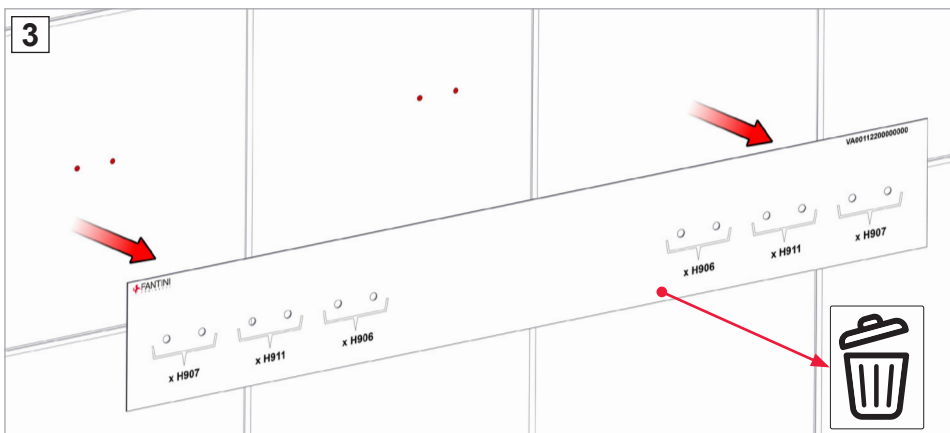 3
VA00112200000000
x H906
x H911
x H907
FANTINI
x H907
x H911
x H906